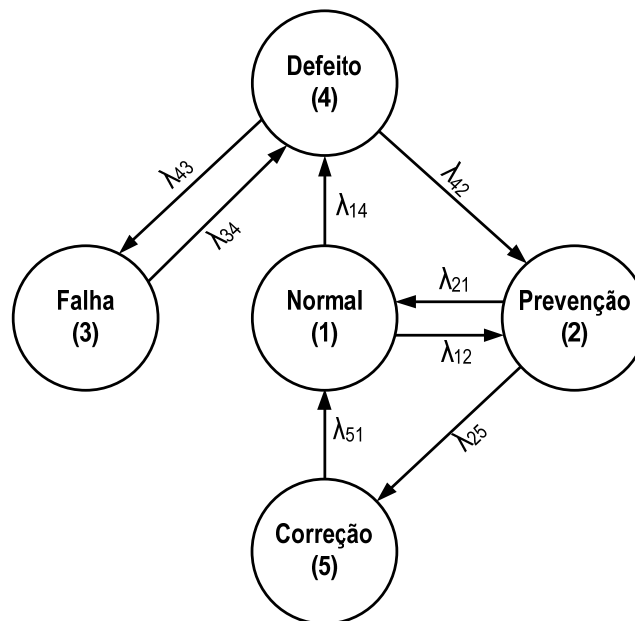 Defeito
(4)
λ43
λ34
λ42
λ14
Falha
(3)
Normal
(1)
λ21
λ12
Prevenção
(2)
λ51
λ25
Correção
(5)